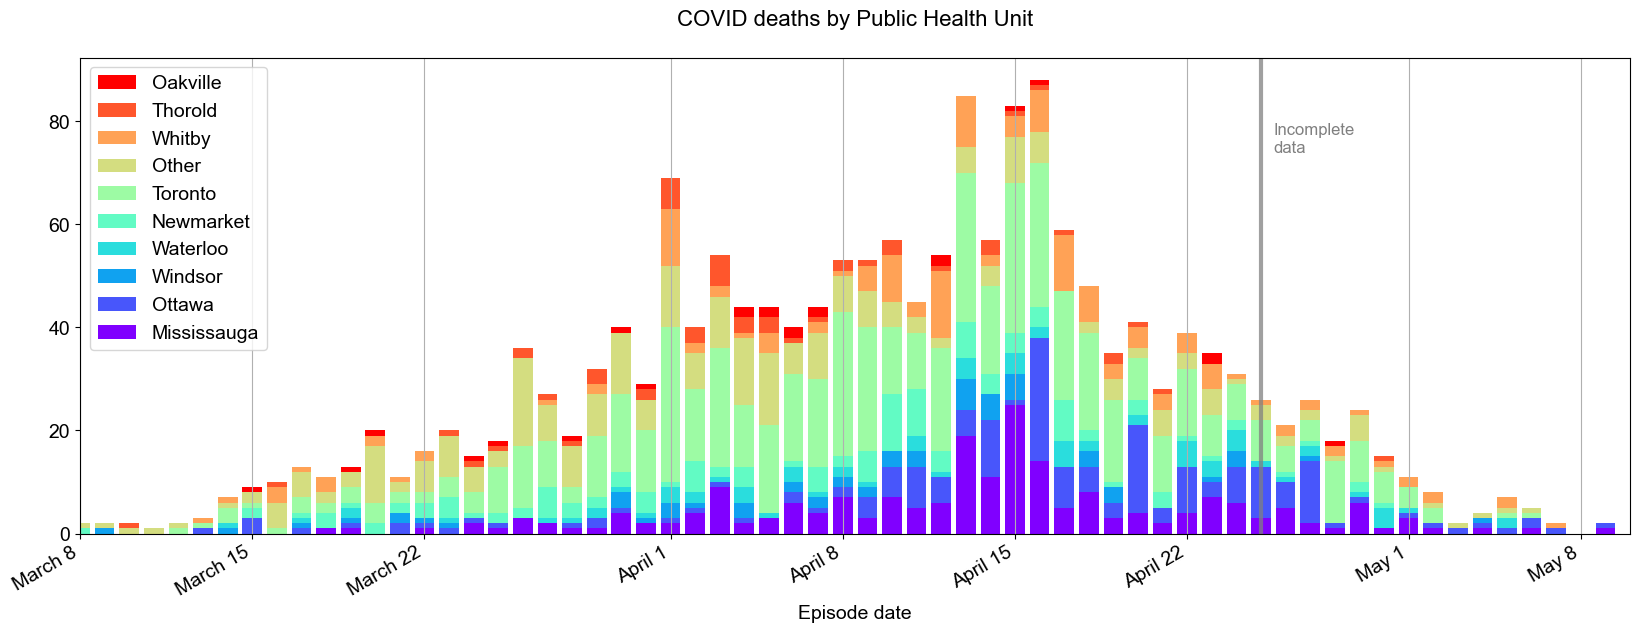 COVID deaths by Public Health Unit
Oakville
Thorold
Whitby
Other
Toronto
Newmarket
Waterloo
Windsor
Ottawa
Mississauga
Incomplete
data
80
60
40
20
0
March 8
March 15
March 22
April 1
April 8
April 15
April 22
May 1
May 8
Episode date